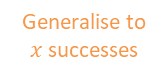 Generalise to
𝑥 successes